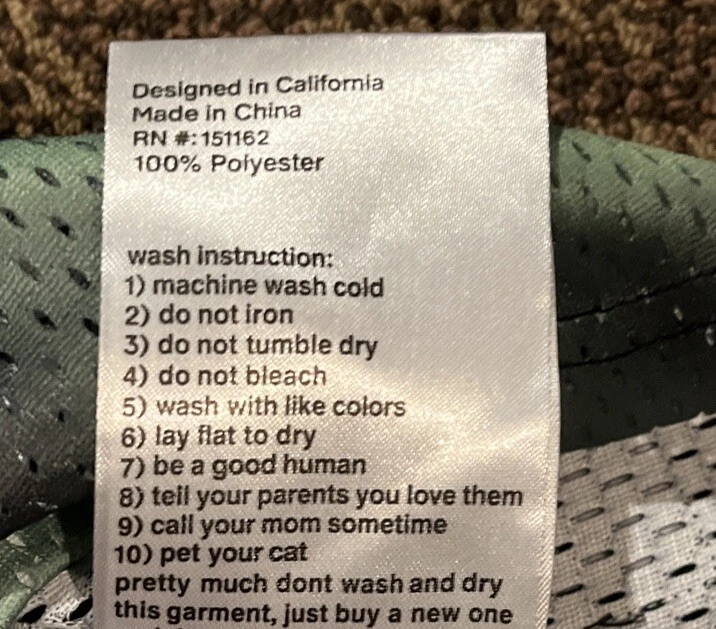 Designed in California
Made in China
RN #:151162
100% Polyester
wash instruction:
1) machine wash cold
2) do not iron
3) do not tumble dry
4) do not bleach
5) wash with like colors
6) lay flat to dry
7) be a good human
8) tell your parents you love them
9) call your mom sometime
10) pet your cat
pretty much dont wash and dry
this garment, just buy a new one